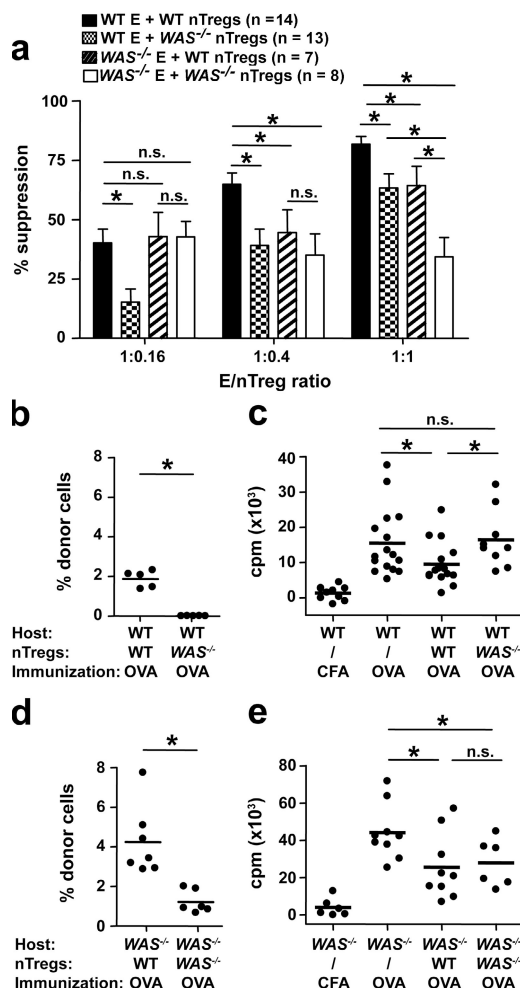 WT E + WT nTregs (n =14)
WT E + WAS-/- nTregs (n = 13)
WAS-/- E + WT nTregs (n = 7)
WAS-/- E + WAS-/- nTregs (n = 8)
a
% suppression
100
75
50
25
0
n.s.
n.s.
* n.s.
*
*
* n.s.
*
*
* *
*
1:0.16 1:0.4 1:1
E/nTreg ratio
b
% donor cells
8
6
4
2
0
*
Host: WT WT
nTregs: WT WAS-/-
Immunization: OVA OVA
c
cpm (x10³)
40
30
20
10
0
n.s.
* *
WT WT WT WT
/ / WT WAS-/-
CFA OVA OVA OVA
d
% donor cells
8
6
4
2
0
*
Host: WAS-/- WAS-/-
nTregs: WT WAS-/-
Immunization: OVA OVA
e
cpm (x10³)
80
60
40
20
0
*
* n.s.
WAS-/- WAS-/- WAS-/- WAS-/-
/ / WT WAS-/-
CFA OVA OVA OVA